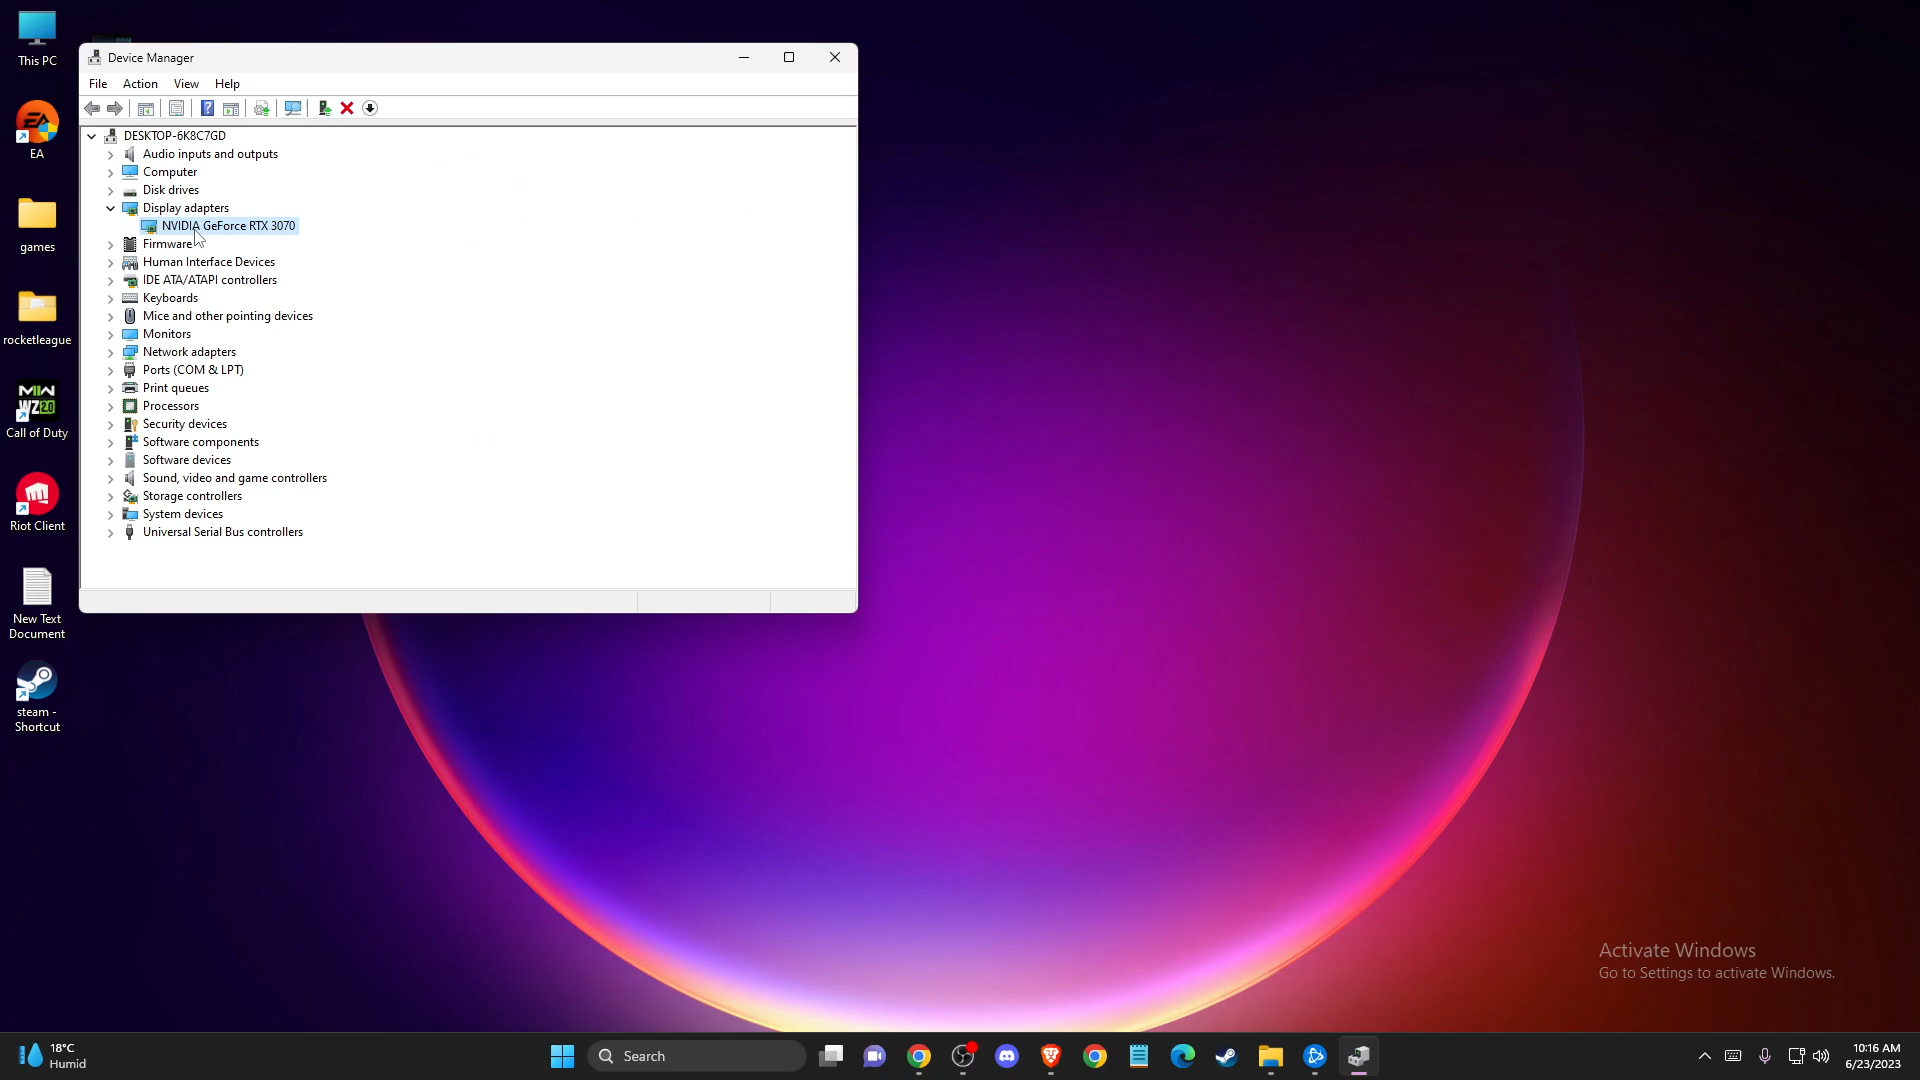 This PC
EA
games
rocketleague
MW
WZ 2.0
Call of Duty
Riot Client
New Text
Document
steam -
Shortcut
Device Manager
File Action View Help
DESKTOP-6K8C7GD
Audio inputs and outputs
Computer
Disk drives
Display adapters
NVIDIA GeForce RTX 3070
Firmware
Human Interface Devices
IDE ATA/ATAPI controllers
Keyboards
Mice and other pointing devices
Monitors
Network adapters
Ports (COM & LPT)
Print queues
Processors
Security devices
Software components
Software devices
Sound, video and game controllers
Storage controllers
System devices
Universal Serial Bus controllers
Activate Windows
Go to Settings to activate Windows.
18°C
Humid
Search
10:16 AM
6/23/2023